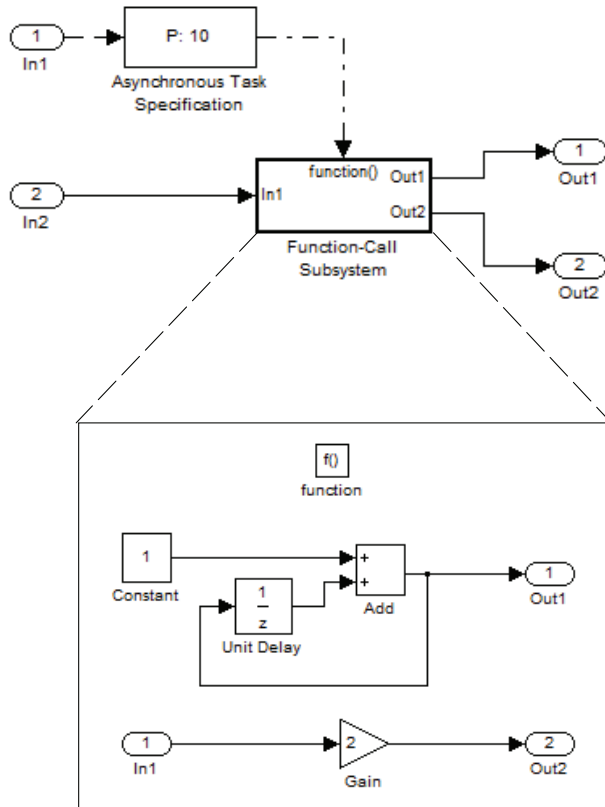 1
In1
P: 10
Asynchronous Task
Specification
2
In2
function()
In1
Out1
Out2
Function-Call
Subsystem
1
Out1
2
Out2
f()
function
1
Constant
1
z
Unit Delay
+
+
Add
1
Out1
1
In1
2
Gain
2
Out2